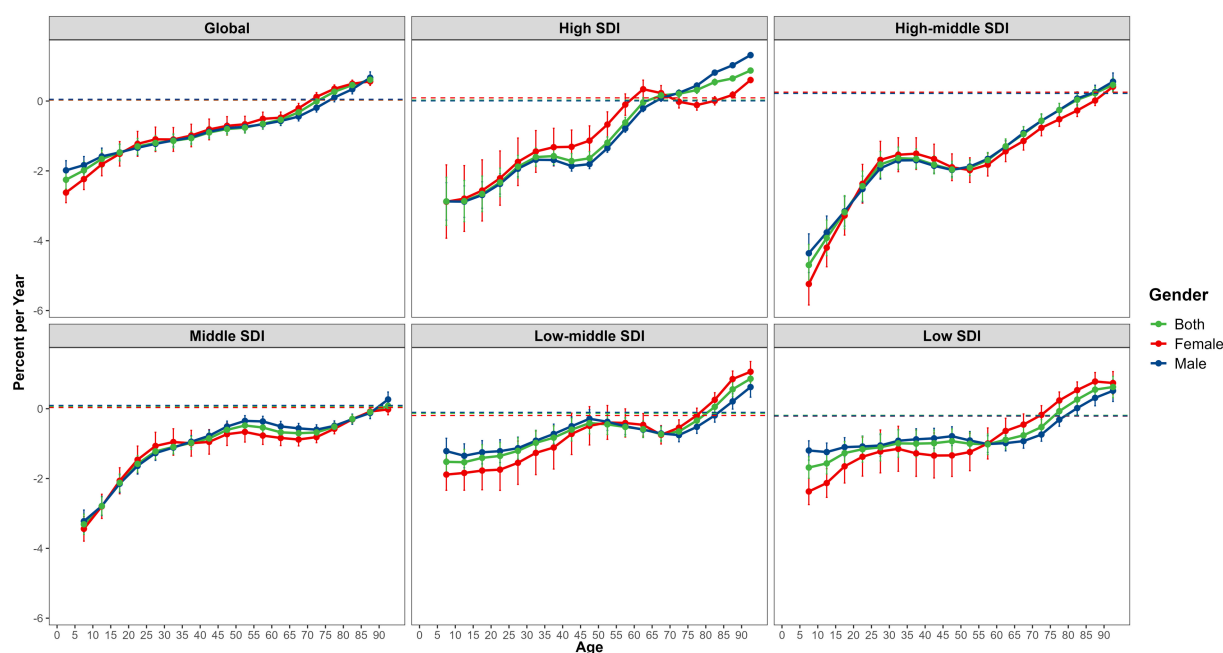 Global
High SDI
High-middle SDI
0
-2
-4
-6
Middle SDI
Low-middle SDI
Low SDI
0
-2
-4
-6
0 5 10 15 20 25 30 35 40 45 50 55 60 65 70 75 80 85 90
0 5 10 15 20 25 30 35 40 45 50 55 60 65 70 75 80 85 90
0 5 10 15 20 25 30 35 40 45 50 55 60 65 70 75 80 85 90
Age
Percent per Year
Gender
Both
Female
Male